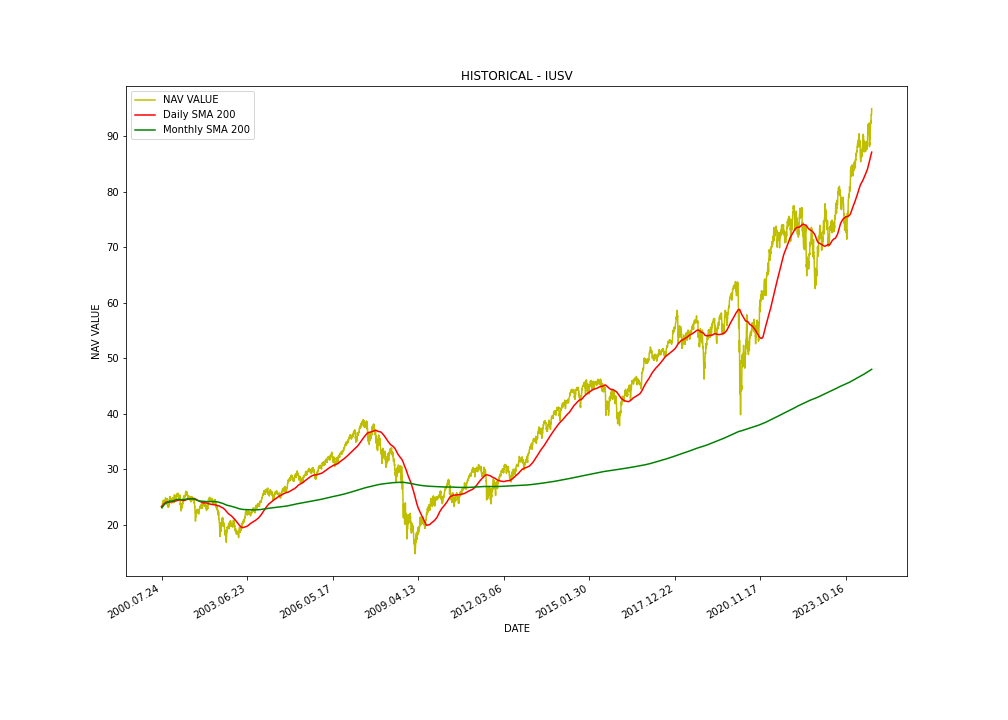 HISTORICAL - IUSV
NAV VALUE
Daily SMA 200
Monthly SMA 200
90
80
70
60
50
40
30
20
NAV VALUE
2000.07.24
2003.06.23
2006.05.17
2009.04.13
2012.03.06
2015.01.30
2017.12.22
2020.11.17
2023.10.16
DATE